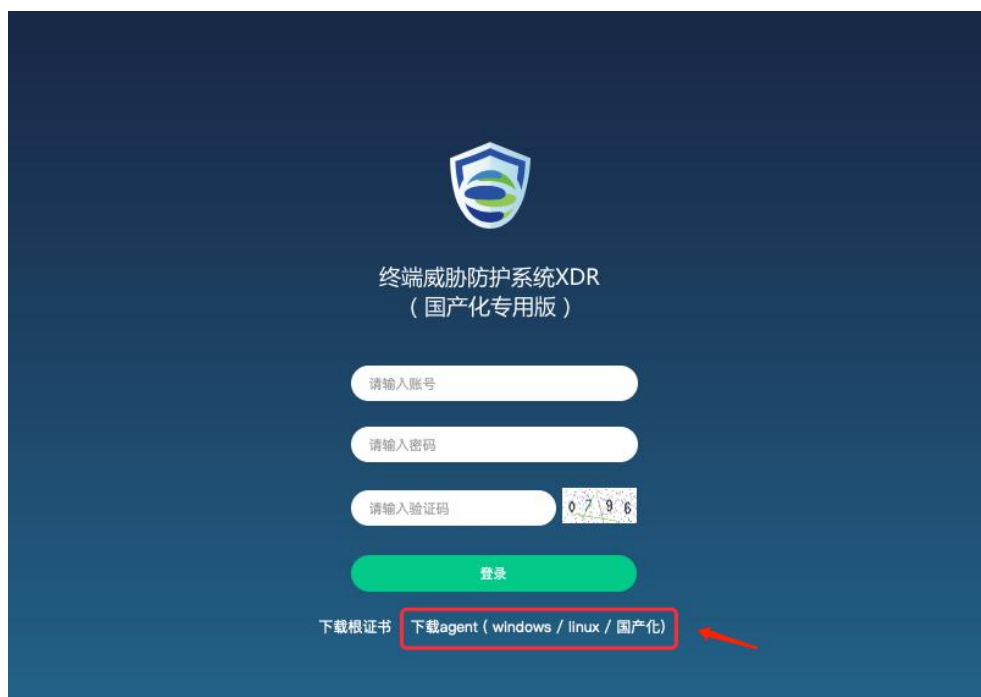 终端威胁防护系统XDR
（国产化专用版）
请输入账号
请输入密码
请输入验证码 0796
登录
下载根证书 下载agent（windows / linux / 国产化)